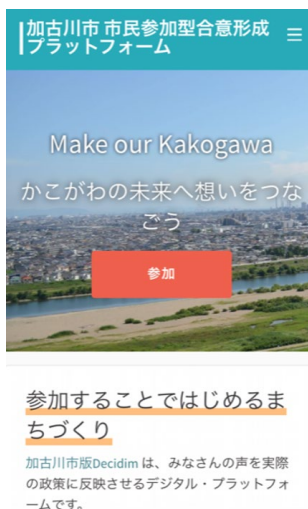 加古川市 市民参加型合意形成
プラットフォーム
Make our Kakogawa
かこがわの未来へ想いをつな
ごう
参加
参加することではじめるま
ちづくり
加古川市版Decidim は、みなさんの声を実際
の政策に反映させるデジタル・プラットフォ
ームです。